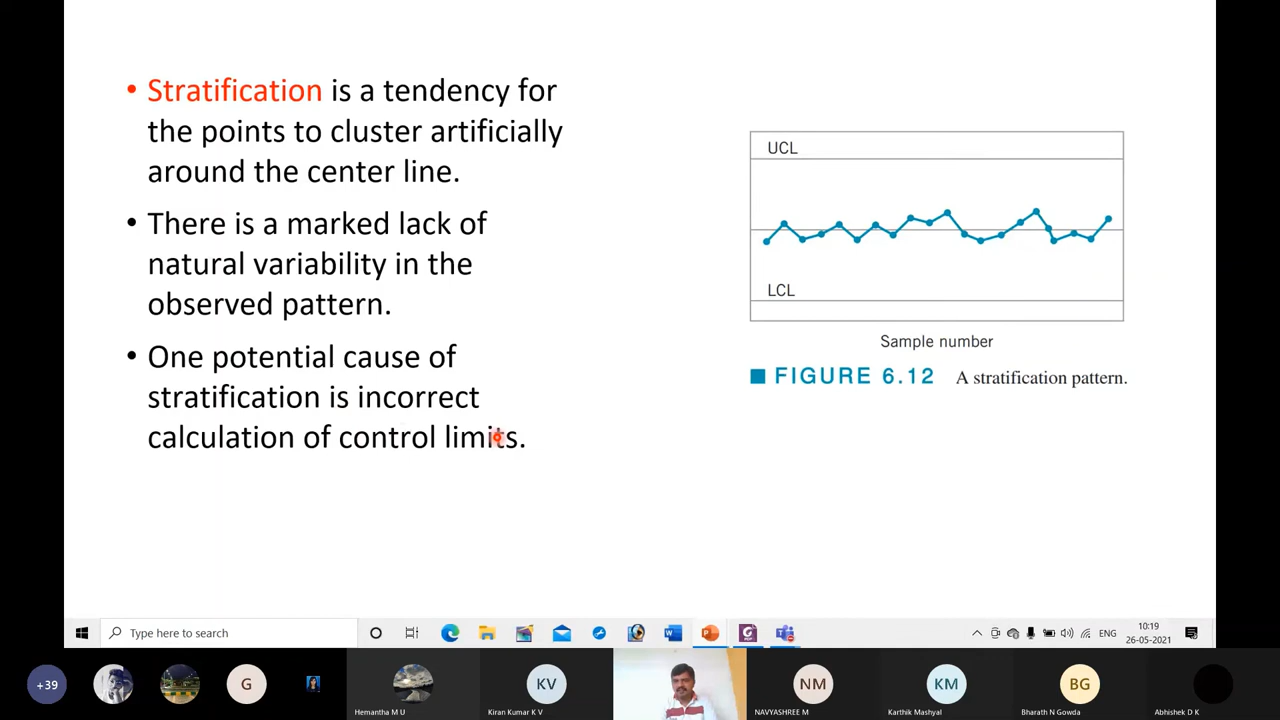 • Stratification is a tendency for
the points to cluster artificially
around the center line.
• There is a marked lack of
natural variability in the
observed pattern.
• One potential cause of
stratification is incorrect
calculation of control limits.
UCL
LCL
Sample number
FIGURE 6.12 A stratification pattern.
Type here to search
ENG
10:19
26-05-2021
+39
G
KV
NM
KM
BG
Hemantha M U
Kiran Kumar K V
NAVYASHREE M
Karthik Mashyal
Bharath N Gowda
Abhishek D K